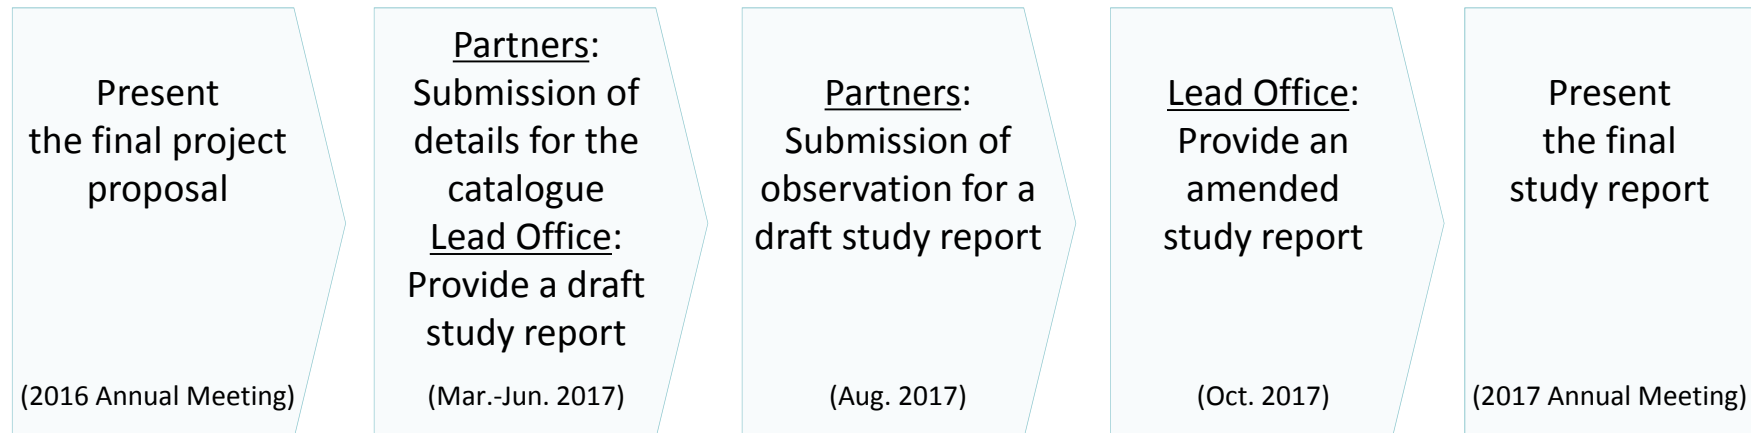 Present
the final project
proposal
(2016 Annual Meeting)
Partners:
Submission of
details for the
catalogue
Lead Office:
Provide a draft
study report
(Mar.-Jun. 2017)
Partners:
Submission of
observation for a
draft study report
(Aug. 2017)
Lead Office:
Provide an
amended
study report
(Oct. 2017)
Present
the final
study report
(2017 Annual Meeting)